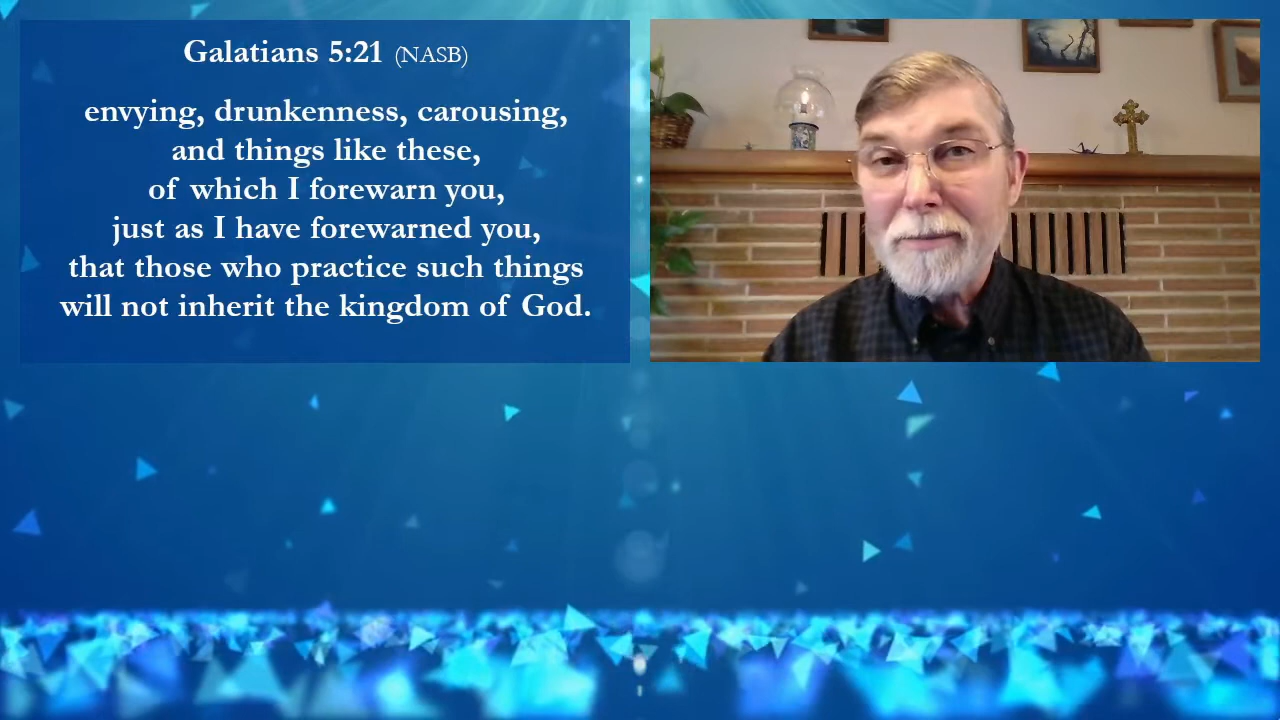 Galatians 5:21 (NASB)
envying, drunkenness, carousing,
and things like these,
of which I forewarn you,
just as I have forewarned you,
that those who practice such things
will not inherit the kingdom of God.